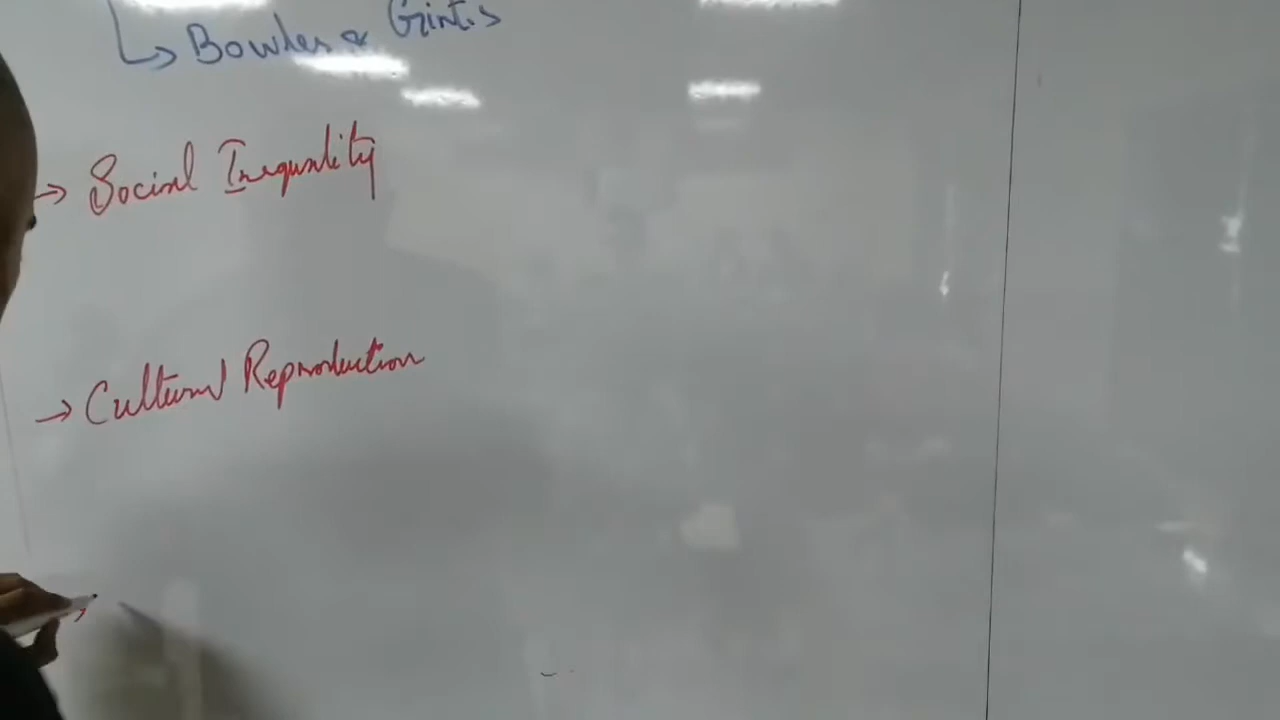 ↳ Bowles & Gintis
→ Social Inequality
→ Cultural Reproduction